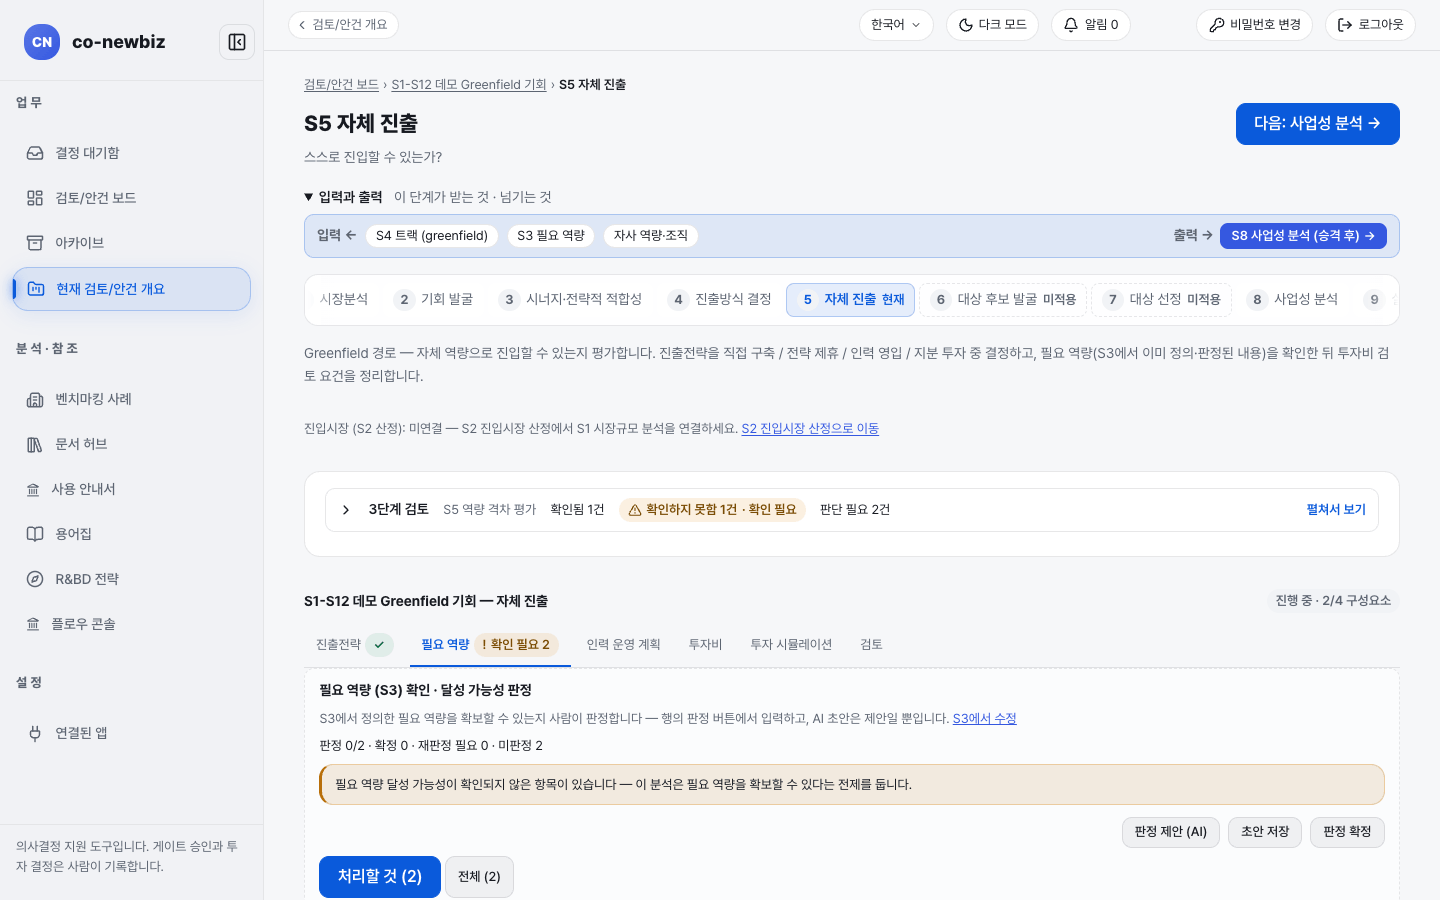 CN co-newbiz
업무
결정 대기함
검토/안건 보드
아카이브
현재 검토/안건 개요
분석·참조
벤치마킹 사례
문서 허브
사용 안내서
용어집
R&BD 전략
플로우 콘솔
설정
연결된 앱
의사결정 지원 도구입니다. 게이트 승인과 투
자 결정은 사람이 기록합니다.
검토/안건 개요
한국어
다크 모드
알림 0
비밀번호 변경
로그아웃
검토/안건 보드 › S1-S12 데모 Greenfield 기회 › S5 자체 진출
S5 자체 진출
다음: 사업성 분석 →
스스로 진입할 수 있는가?
▼ 입력과 출력 이 단계가 받는 것 · 넘기는 것
입력 ← S4 트랙 (greenfield) S3 필요 역량 자사 역량·조직 출력 → S8 사업성 분석 (승격 후) →
시장분석 2 기회 발굴 3 시너지·전략적 적합성 4 진출방식 결정 5 자체 진출 현재 6 대상 후보 발굴 미적용 7 대상 선정 미적용 8 사업성 분석 9
Greenfield 경로 — 자체 역량으로 진입할 수 있는지 평가합니다. 진출전략을 직접 구축 / 전략 제휴 / 인력 영입 / 지분 투자 중 결정하고, 필요 역량(S3에서 이미 정의·판정된 내용)을 확인한 뒤 투자비 검
토 요건을 정리합니다.
진입시장 (S2 산정): 미연결 — S2 진입시장 산정에서 S1 시장규모 분석을 연결하세요. S2 진입시장 산정으로 이동
3단계 검토 S5 역량 격차 평가 확인됨 1건 확인하지 못함 1건 · 확인 필요 판단 필요 2건 펼쳐서 보기
S1-S12 데모 Greenfield 기회 — 자체 진출
진행 중 · 2/4 구성요소
진출전략 ✓ 필요 역량 ! 확인 필요 2 인력 운영 계획 투자비 투자 시뮬레이션 검토
필요 역량 (S3) 확인 · 달성 가능성 판정
S3에서 정의한 필요 역량을 확보할 수 있는지 사람이 판정합니다 — 행의 판정 버튼에서 입력하고, AI 초안은 제안일 뿐입니다. S3에서 수정
판정 0/2 · 확정 0 · 재판정 필요 0 · 미판정 2
필요 역량 달성 가능성이 확인되지 않은 항목이 있습니다 — 이 분석은 필요 역량을 확보할 수 있다는 전제를 둡니다.
판정 제안 (AI) 초안 저장 판정 확정
처리할 것 (2) 전체 (2)